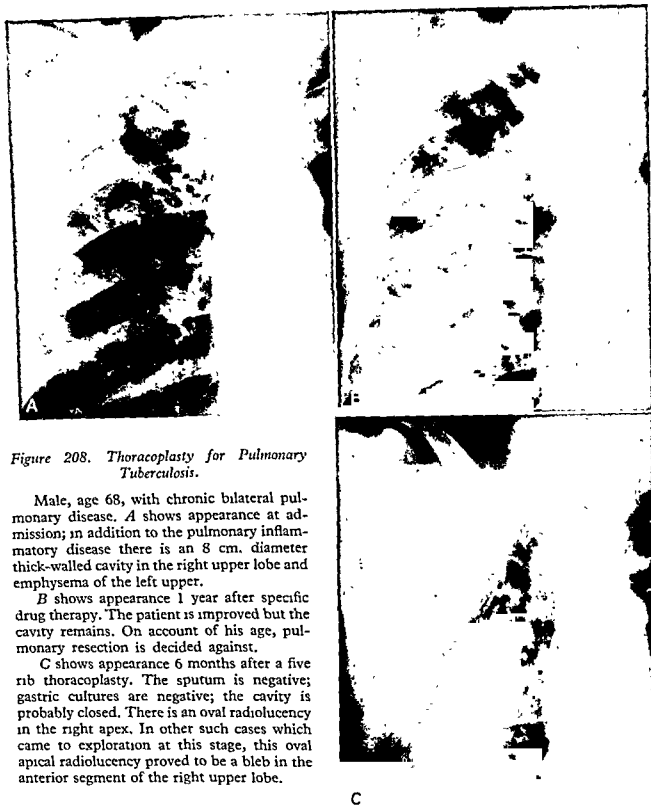 A
Figure 208. Thoracoplasty for Pulmonary
Tuberculosis.
Male, age 68, with chronic bilateral pul-
monary disease. A shows appearance at ad-
mission; in addition to the pulmonary inflam-
matory disease there is an 8 cm. diameter
thick-walled cavity in the right upper lobe and
emphysema of the left upper.
B shows appearance 1 year after specific
drug therapy. The patient is improved but the
cavity remains. On account of his age, pul-
monary resection is decided against.
C shows appearance 6 months after a five
rib thoracoplasty. The sputum is negative;
gastric cultures are negative; the cavity is
probably closed. There is an oval radiolucency
in the right apex. In other such cases which
came to exploration at this stage, this oval
apical radiolucency proved to be a bleb in the
anterior segment of the right upper lobe.
C